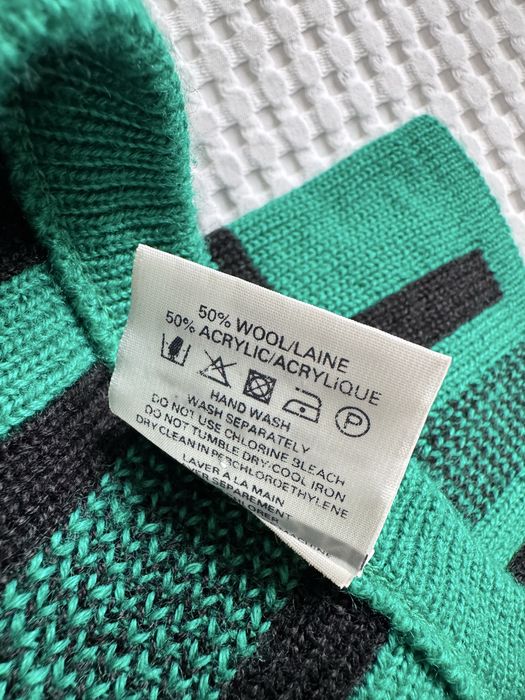 50% WOOL/LAINE
50% ACRYLIC/ACRYLIQUE
P
HAND WASH
WASH SEPARATELY
DO NOT USE CHLORINE BLEACH
DO NOT TUMBLE DRY-COOL IRON
DRY CLEAN IN PERCHLOROETHYLENE
LAVER A LA MAIN
SEPAREMENT